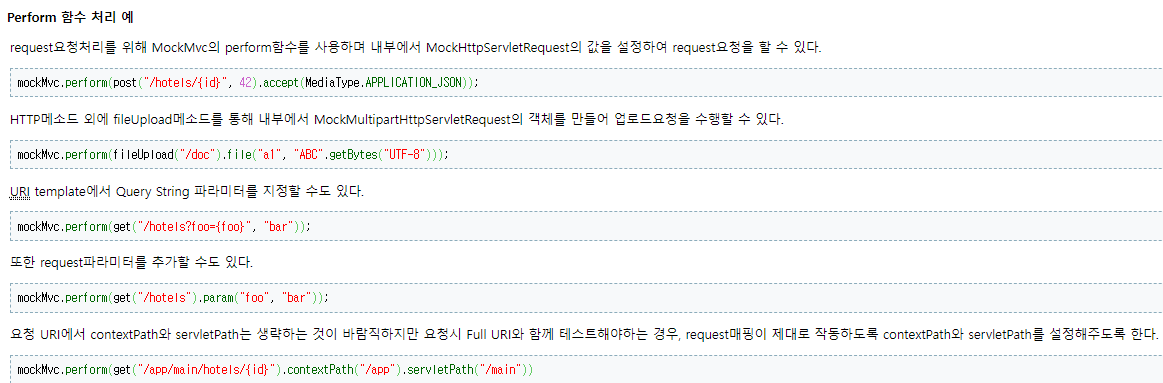 Perform 함수 처리 예
request요청처리를 위해 MockMvc의 perform함수를 사용하며 내부에서 MockHttpServletRequest의 값을 설정하여 request요청을 할 수 있다.
mockMvc.perform(post("/hotels/{id}", 42).accept(MediaType.APPLICATION_JSON));
HTTP메소드 외에 fileUpload메소드를 통해 내부에서 MockMultipartHttpServletRequest의 객체를 만들어 업로드요청을 수행할 수 있다.
mockMvc.perform(fileUpload("/doc").file("a1", "ABC".getBytes("UTF-8")));
URI template에서 Query String 파라미터를 지정할 수도 있다.
mockMvc.perform(get("/hotels?foo={foo}", "bar"));
또한 request파라미터를 추가할 수도 있다.
mockMvc.perform(get("/hotels").param("foo", "bar"));
요청 URI에서 contextPath와 servletPath는 생략하는 것이 바람직하지만 요청시 Full URI와 함께 테스트해야하는 경우, request매핑이 제대로 작동하도록 contextPath와 servletPath를 설정해주도록 한다.
mockMvc.perform(get("/app/main/hotels/{id}").contextPath("/app").servletPath("/main"))